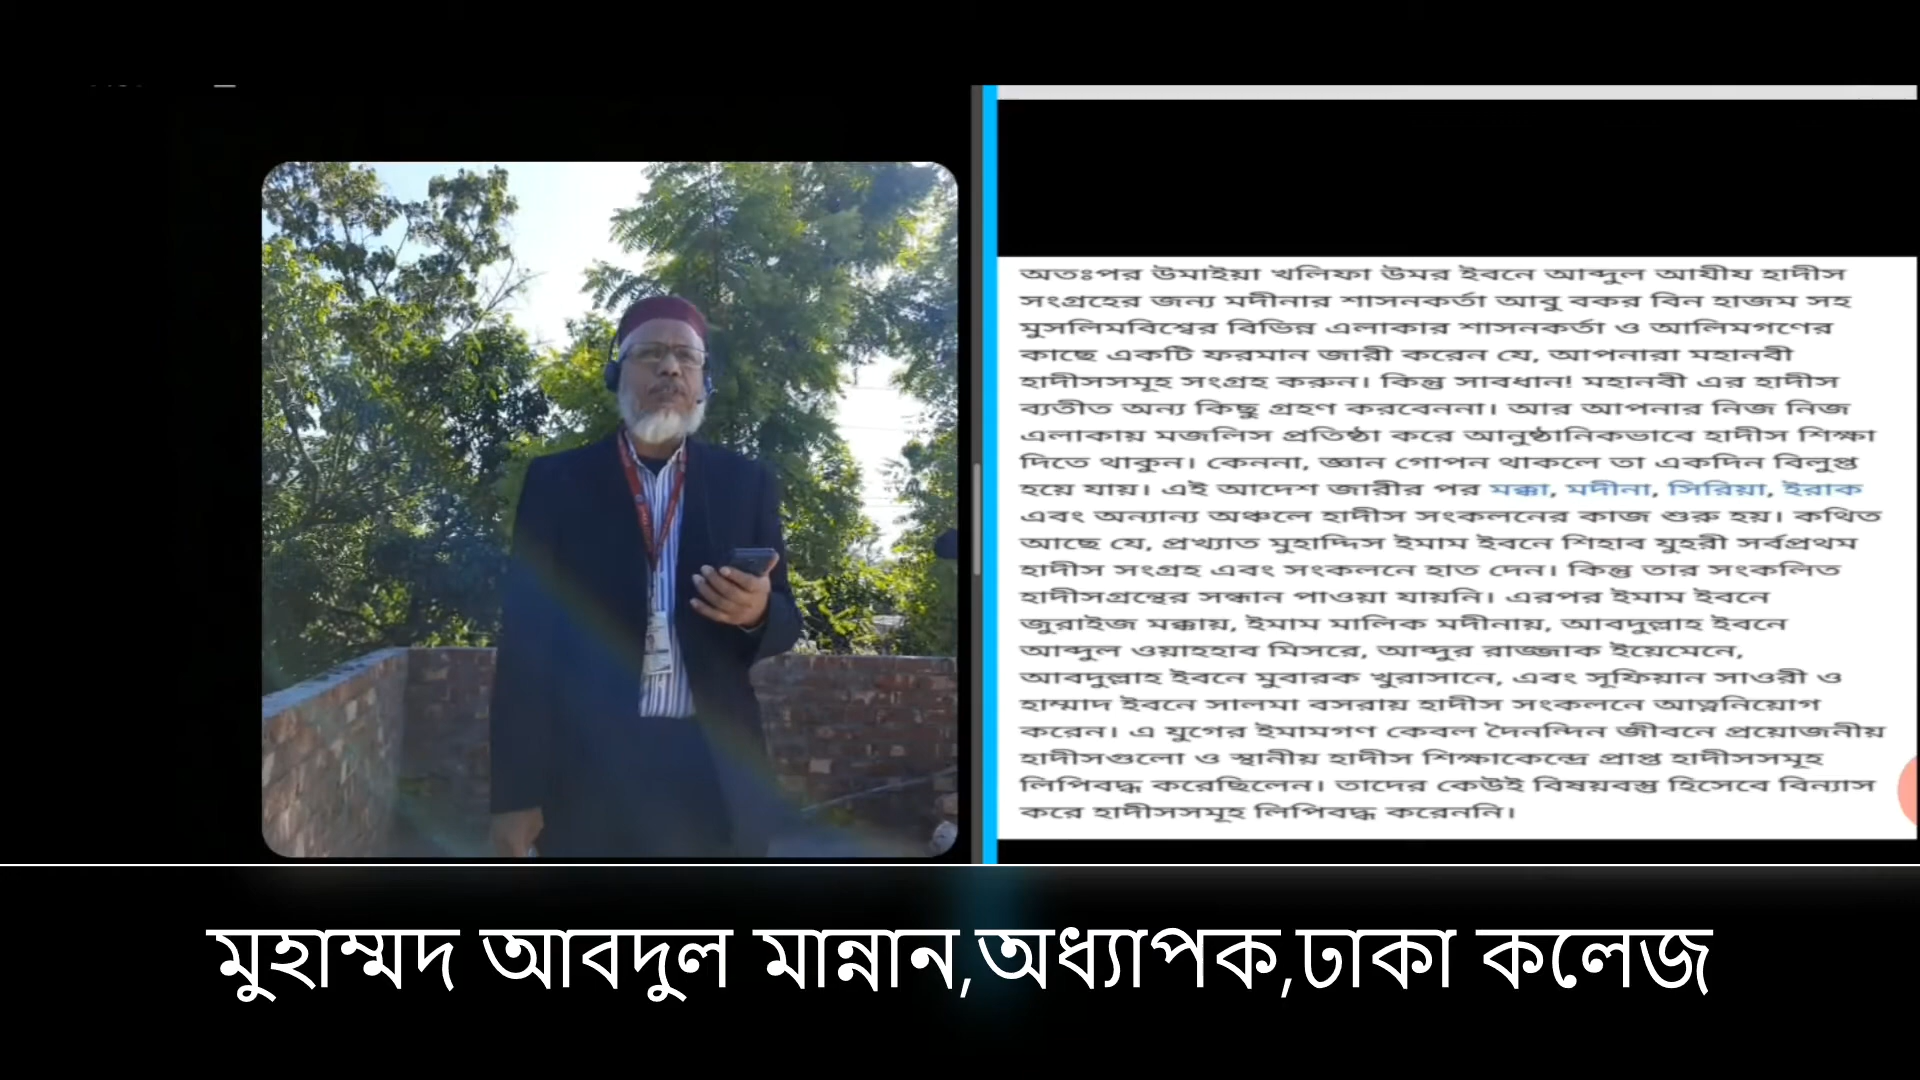 অতঃপর উমাইয়া খলিফা উমর ইবনে আব্দুল আযীয হাদীস
সংগ্রহের জন্য মদীনার শাসনকর্তা আবু বকর বিন হাজম সহ
মুসলিমবিশ্বের বিভিন্ন এলাকার শাসনকর্তা ও আলিমগণের
কাছে একটি ফরমান জারী করেন যে, আপনারা মহানবী
হাদীসসমূহ সংগ্রহ করুন। কিন্তু সাবধান! মহানবী এর হাদীস
ব্যতীত অন্য কিছু গ্রহণ করবেননা। আর আপনার নিজ নিজ
এলাকায় মজলিস প্রতিষ্ঠা করে আনুষ্ঠানিকভাবে হাদীস শিক্ষা
দিতে থাকুন। কেননা, জ্ঞান গোপন থাকলে তা একদিন বিলুপ্ত
হয়ে যায়। এই আদেশ জারীর পর মক্কা, মদীনা, সিরিয়া, ইরাক
এবং অন্যান্য অঞ্চলে হাদীস সংকলনের কাজ শুরু হয়। কথিত
আছে যে, প্রখ্যাত মুহাদ্দিস ইমাম ইবনে শিহাব যুহরী সর্বপ্রথম
হাদীস সংগ্রহ এবং সংকলনে হাত দেন। কিন্তু তার সংকলিত
হাদীসগ্রন্থের সন্ধান পাওয়া যায়নি। এরপর ইমাম ইবনে
জুরাইজ মক্কায়, ইমাম মালিক মদীনায়, আবদুল্লাহ ইবনে
আব্দুল ওয়াহহাব মিসরে, আব্দুর রাজ্জাক ইয়েমেনে,
আবদুল্লাহ ইবনে মুবারক খুরাসানে, এবং সূফিয়ান সাওরী ও
হাম্মাদ ইবনে সালমা বসরায় হাদীস সংকলনে আত্ননিয়োগ
করেন। এ যুগের ইমামগণ কেবল দৈনন্দিন জীবনে প্রয়োজনীয়
হাদীসগুলো ও স্থানীয় হাদীস শিক্ষাকেন্দ্রে প্রাপ্ত হাদীসসমূহ
লিপিবদ্ধ করেছিলেন। তাদের কেউই বিষয়বস্তু হিসেবে বিন্যাস
করে হাদীসসমূহ লিপিবদ্ধ করেননি।
মুহাম্মদ আবদুল মান্নান,অধ্যাপক,ঢাকা কলেজ